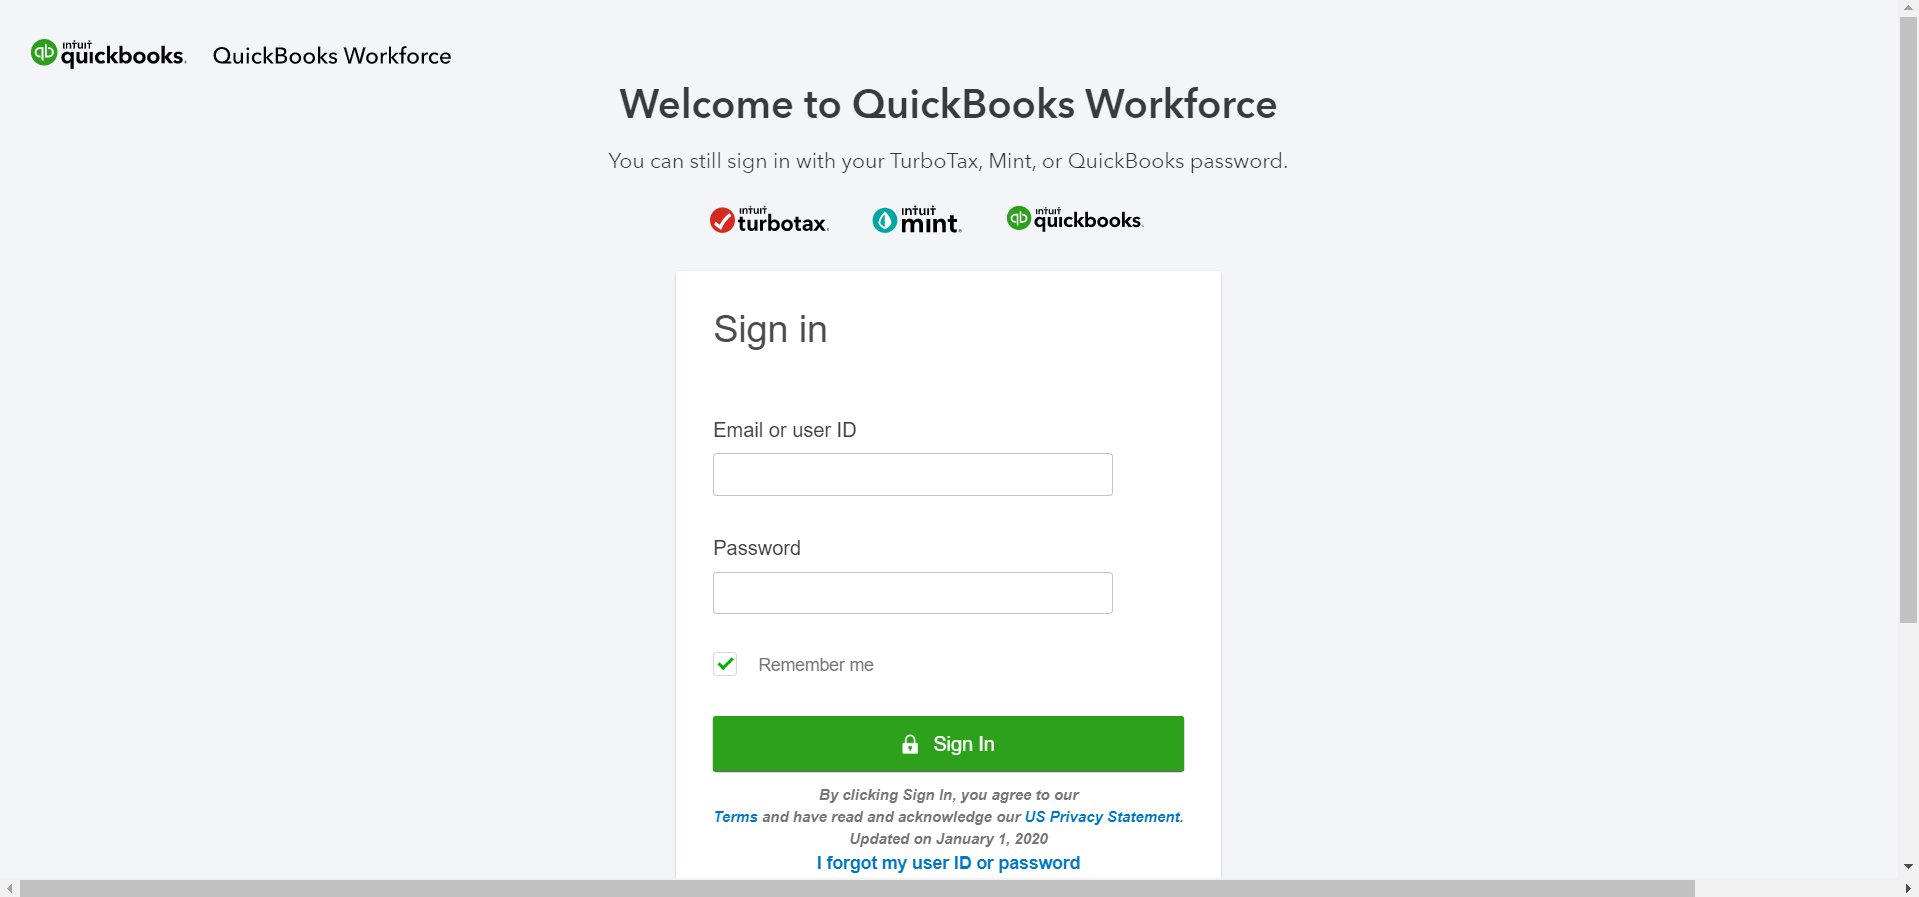 intuit quickbooks. QuickBooks Workforce
Welcome to QuickBooks Workforce
You can still sign in with your TurboTax, Mint, or QuickBooks password.
intuit turbotax. intuit mint. intuit quickbooks.
Sign in
Email or user ID
Password
Remember me
Sign In
By clicking Sign In, you agree to our
Terms and have read and acknowledge our US Privacy Statement.
Updated on January 1, 2020
I forgot my user ID or password